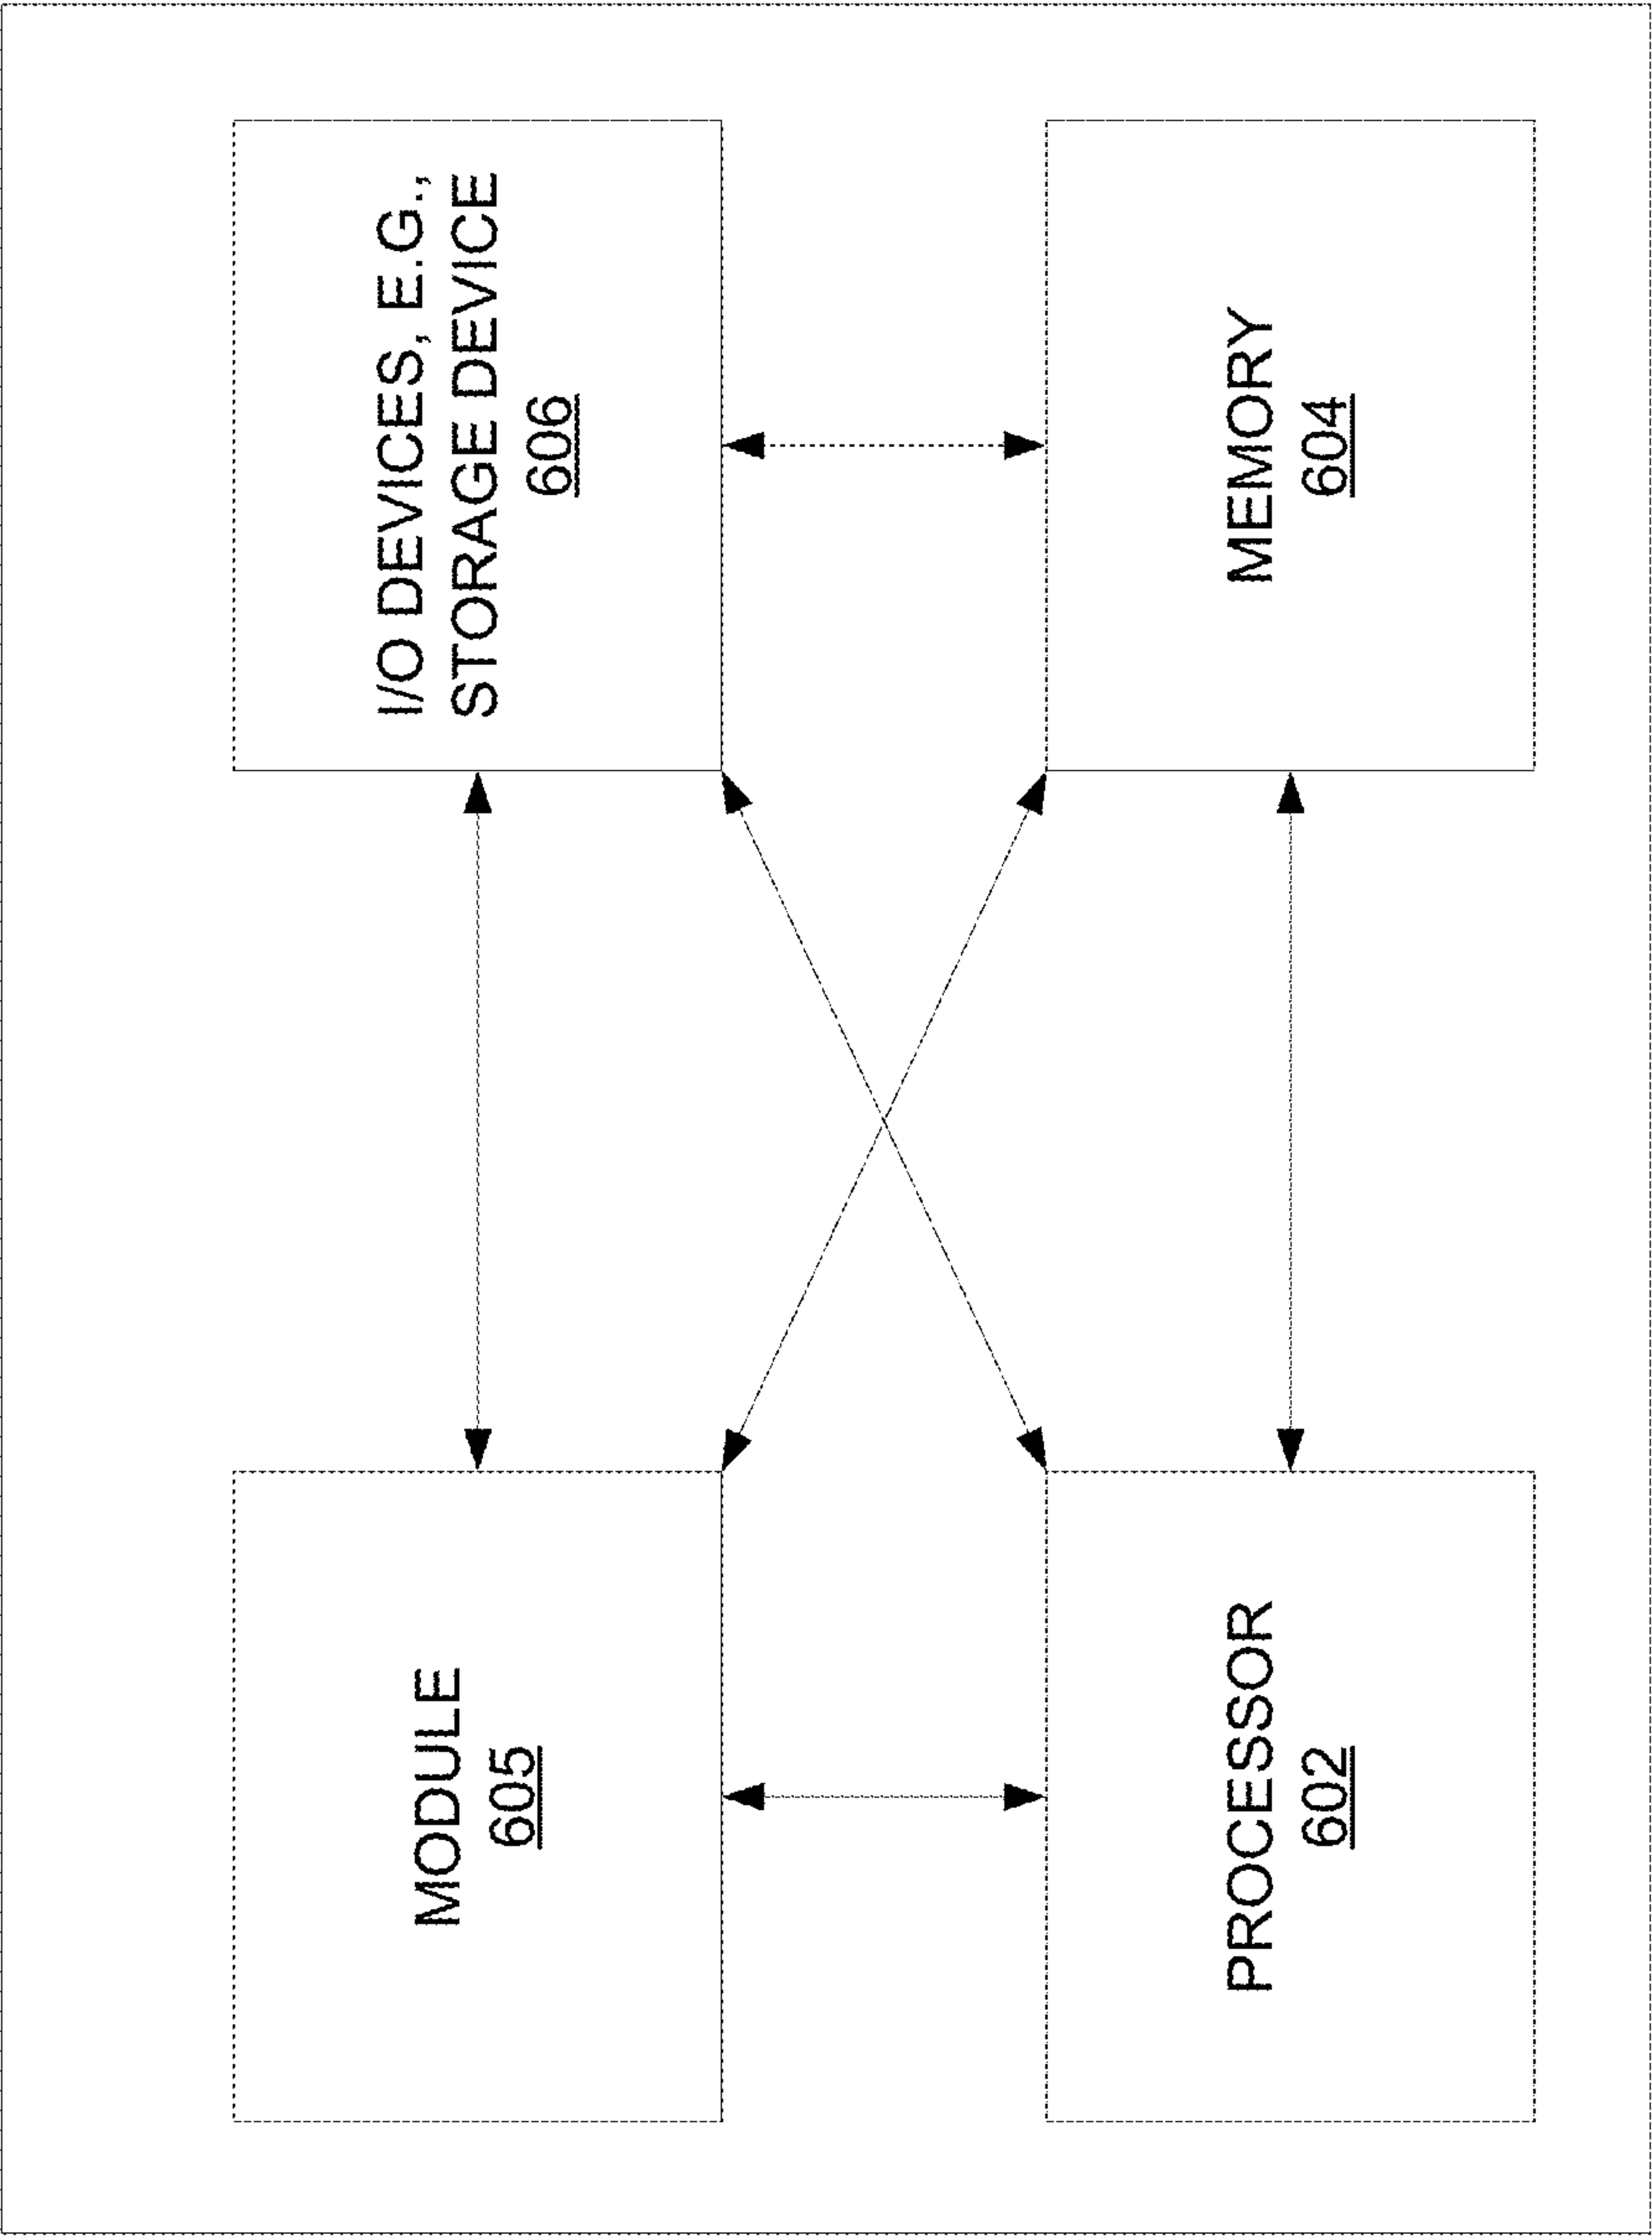 MODULE
605
I/O DEVICES, E.G.,
STORAGE DEVICE
606
PROCESSOR
602
MEMORY
604